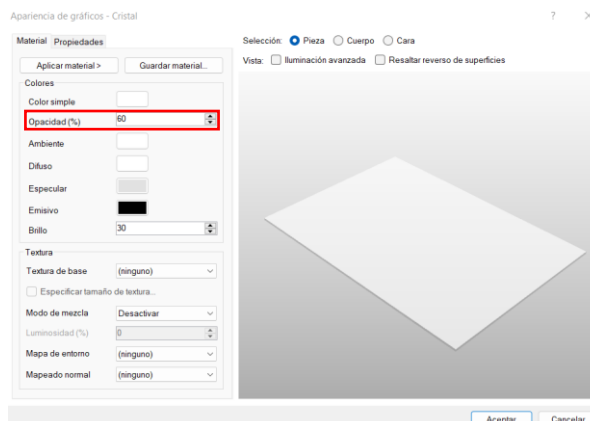 Apariencia de gráficos - Cristal
Material Propiedades
Aplicar material > Guardar material...
Colores
Color simple
Opacidad (%) 60
Ambiente
Difuso
Especular
Emisivo
Brillo 30
Textura
Textura de base (ninguno)
Especificar tamaño de textura...
Modo de mezcla Desactivar
Luminosidad (%) 0
Mapa de entorno (ninguno)
Mapeado normal (ninguno)
Selección: Pieza Cuerpo Cara
Vista: Iluminación avanzada Resaltar reverso de superficies
Aceptar Cancelar